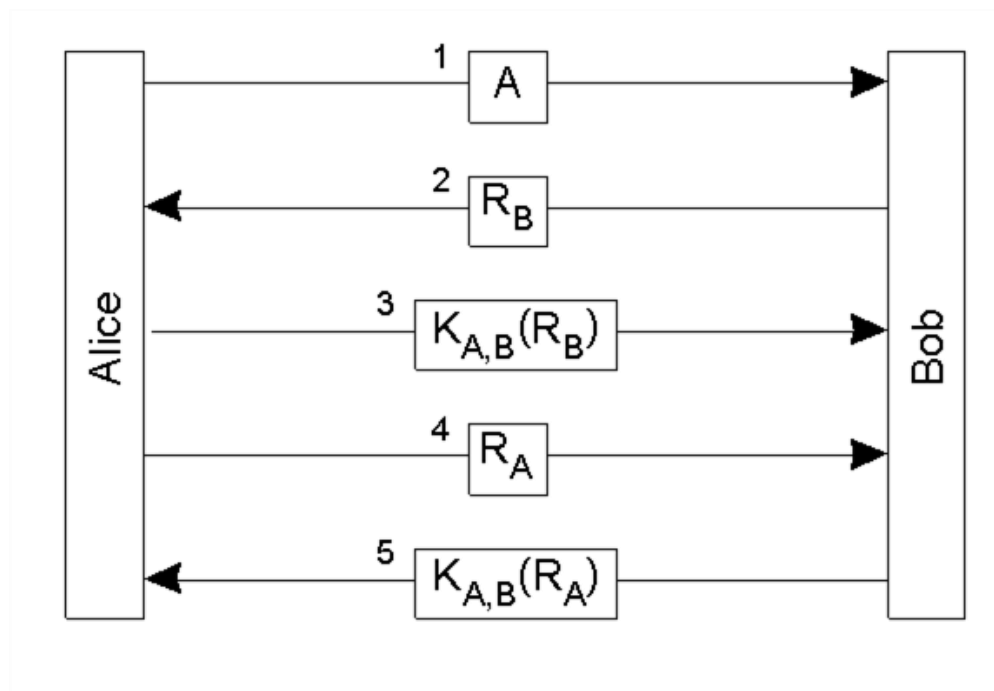 1
A
2
R_B
3
K_A,B(R_B)
4
R_A
5
K_A,B(R_A)
Alice
Bob